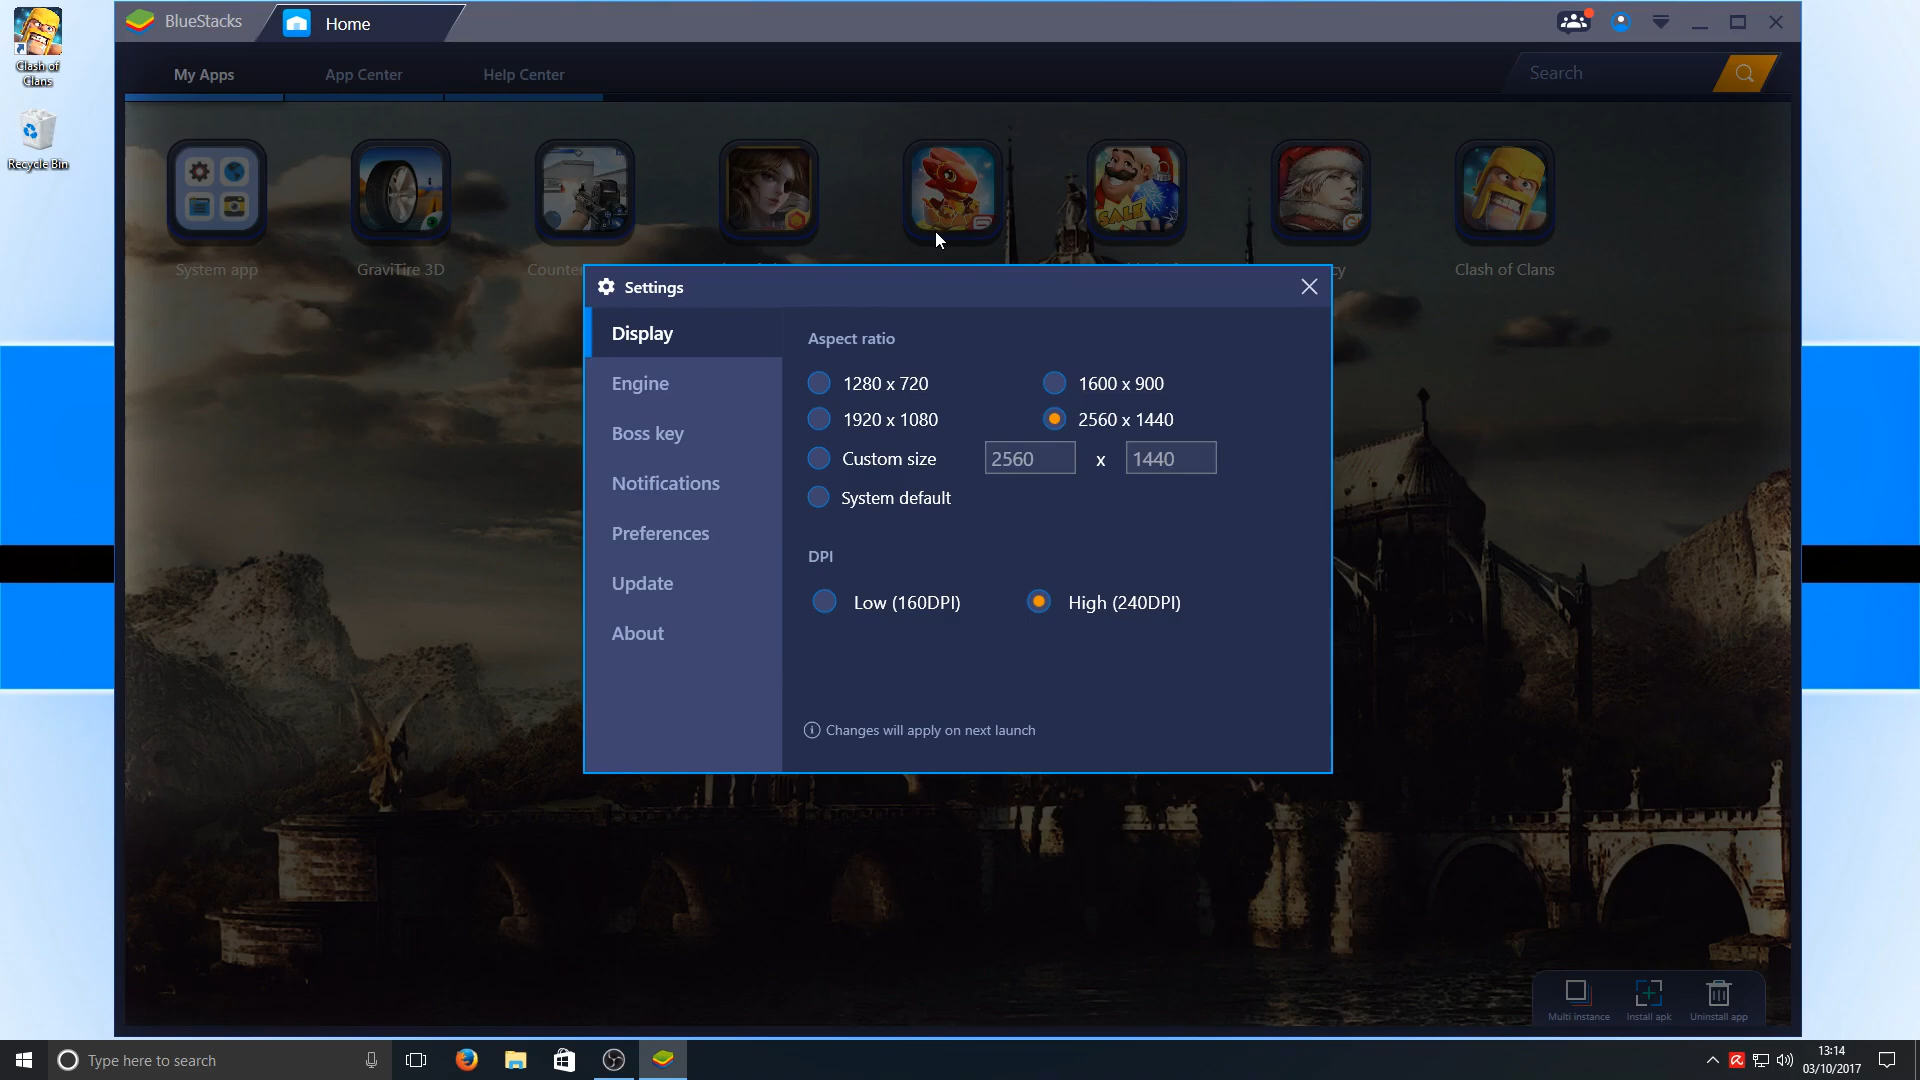 Clash of
Clans
Recycle Bin
BlueStacks
Home
My Apps
App Center
Help Center
Search
SALE
System app
GraviTire 3D
Counte
cy
Clash of Clans
Settings
Display
Engine
Boss key
Notifications
Preferences
Update
About
Aspect ratio
1280 x 720
1600 x 900
1920 x 1080
2560 x 1440
Custom size
2560
x
1440
System default
DPI
Low (160DPI)
High (240DPI)
Changes will apply on next launch
Multi instance
Install apk
Uninstall app
Type here to search
13:14
03/10/2017